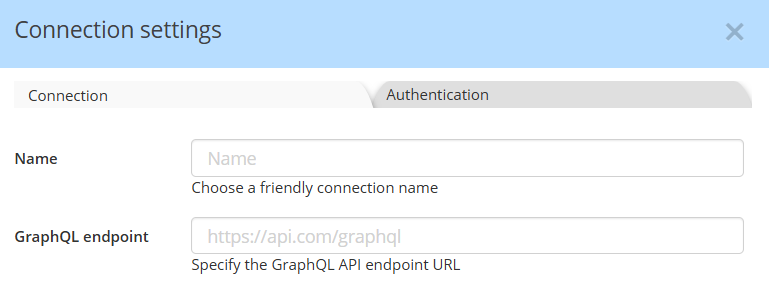 Connection settings
Connection
Authentication
Name
Name
Choose a friendly connection name
GraphQL endpoint
https://api.com/graphql
Specify the GraphQL API endpoint URL